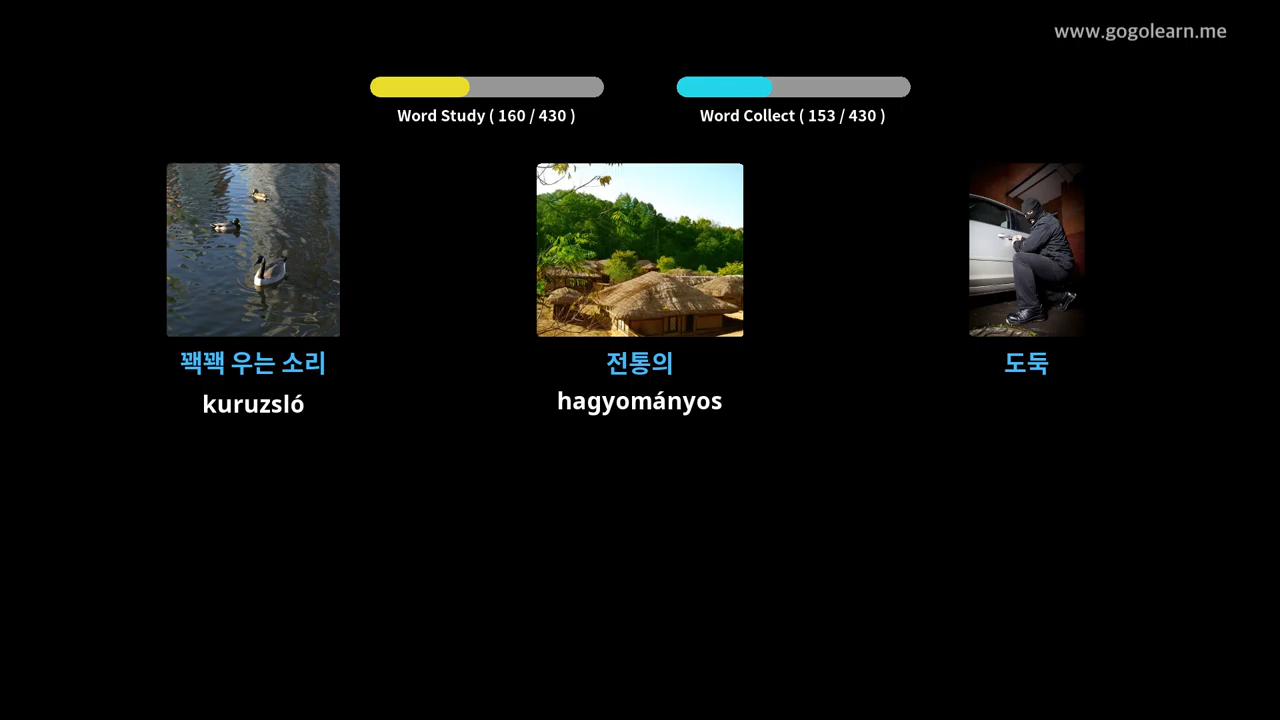 www.gogolearn.me
Word Study ( 160 / 430 )
Word Collect ( 153 / 430 )
꽥꽥 우는 소리
kuruzsló
전통의
hagyományos
도둑